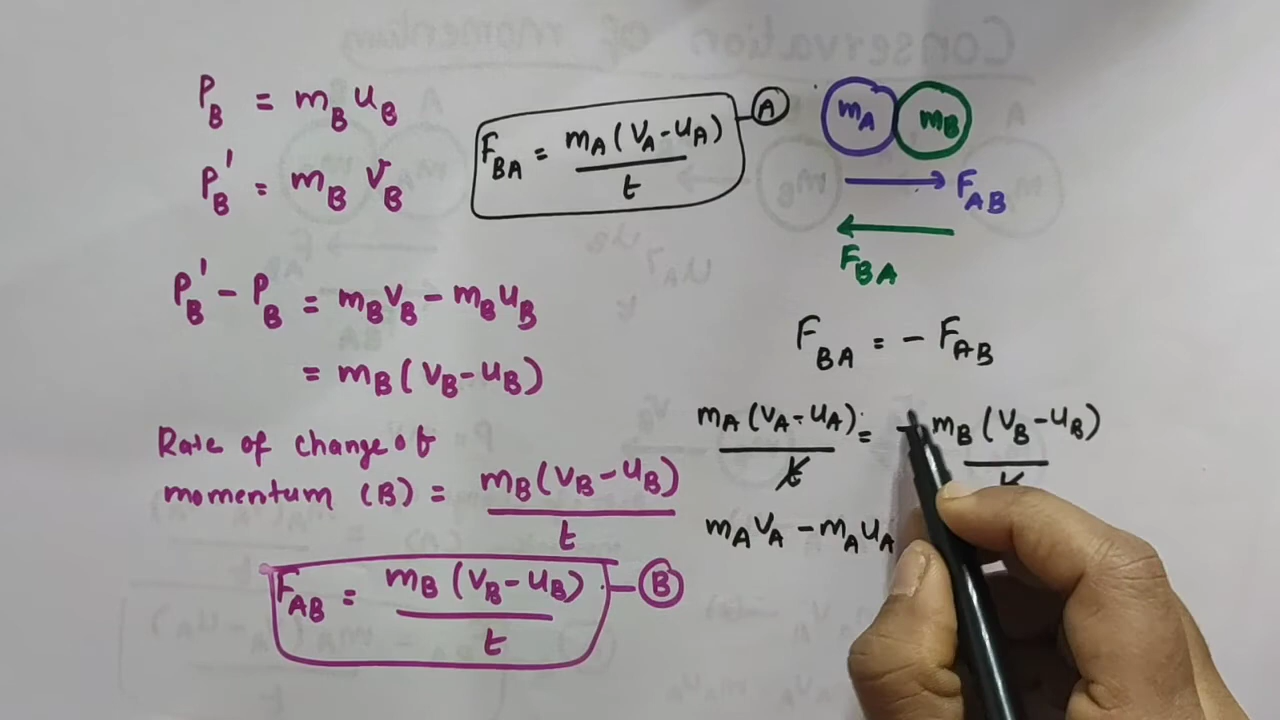 P_B = m_B u_B
P_B' = m_B V_B
P_B' - P_B = m_B V_B - m_B u_B
= m_B (V_B - u_B)
Rate of change of
momentum (B) = m_B (V_B - u_B) / t
F_AB = m_B (V_B - u_B) / t - (B)
F_BA = m_A (V_A - u_A) / t - (A)
m_A m_B
F_AB
F_BA
F_BA = - F_AB
m_A (V_A - u_A) / t = - m_B (V_B - u_B) / t
m_A V_A - m_A u_A
Conservation of momentum